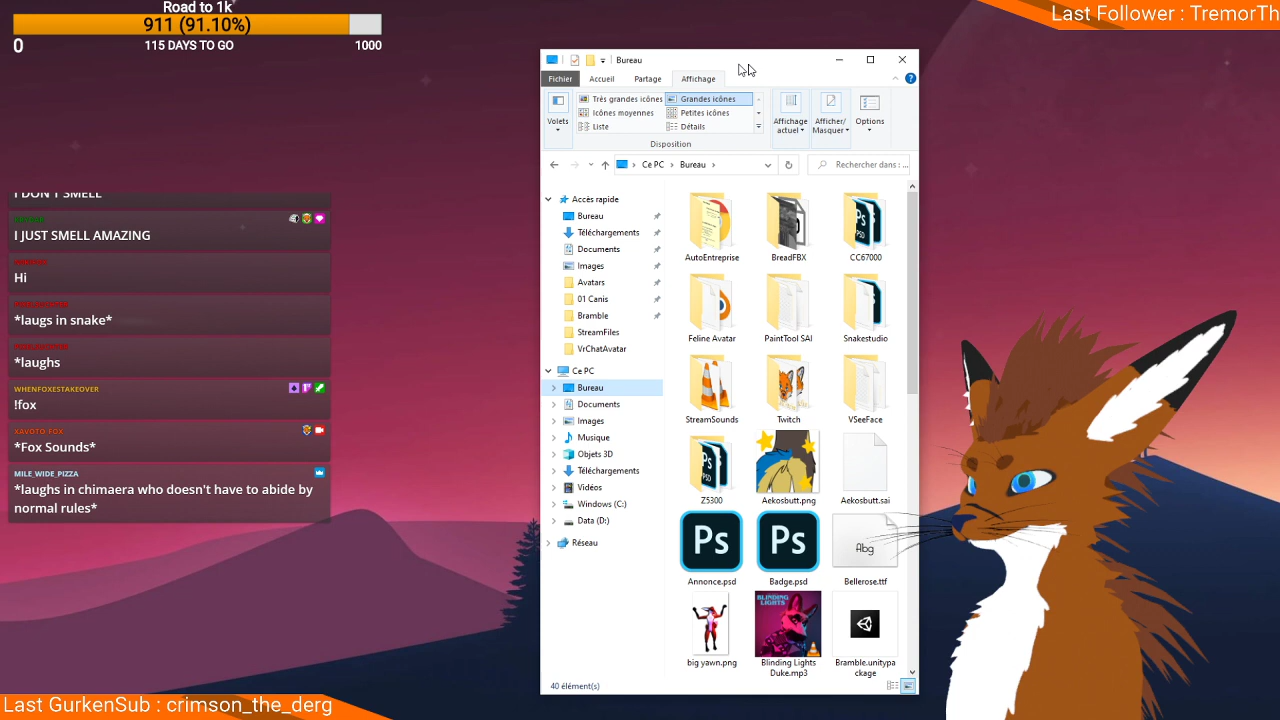 Road to 1k
911 (91.10%)
0
115 DAYS TO GO
1000
Last Follower : TremorTh
I DON'T SMELL
I JUST SMELL AMAZING
Hi
*laugs in snake*
*laughs
WHENFOXESTAKEOVER
!fox
XAVOTO_FOX
*Fox Sounds*
MILE_WIDE_PIZZA
*laughs in chimaera who doesn't have to abide by
normal rules*
Last GurkenSub : crimson_the_derg
Bureau
Fichier
Accueil
Partage
Affichage
Volets
Très grandes icônes
Grandes icônes
Icônes moyennes
Petites icônes
Liste
Détails
Disposition
Affichage
actuel
Afficher/
Masquer
Options
Ce PC
Bureau
Rechercher dans : ...
Accès rapide
Bureau
Téléchargements
Documents
Images
Avatars
01 Canis
Bramble
StreamFiles
VrChatAvatar
Ce PC
Bureau
Documents
Images
Musique
Objets 3D
Téléchargements
Vidéos
Windows (C:)
Data (D:)
Réseau
AutoEntreprise
BreadFBX
CC67000
Feline Avatar
PaintTool SAI
Snakestudio
StreamSounds
Twitch
VSeeFace
Z5300
Aekosbutt.png
Aekosbutt.sai
Ps
Annonce.psd
Ps
Badge.psd
Abg
Bellerose.ttf
big yawn.png
BLINDING
LIGHTS
Blinding Lights
Duke.mp3
Bramble.unitypa
ckage
40 élément(s)